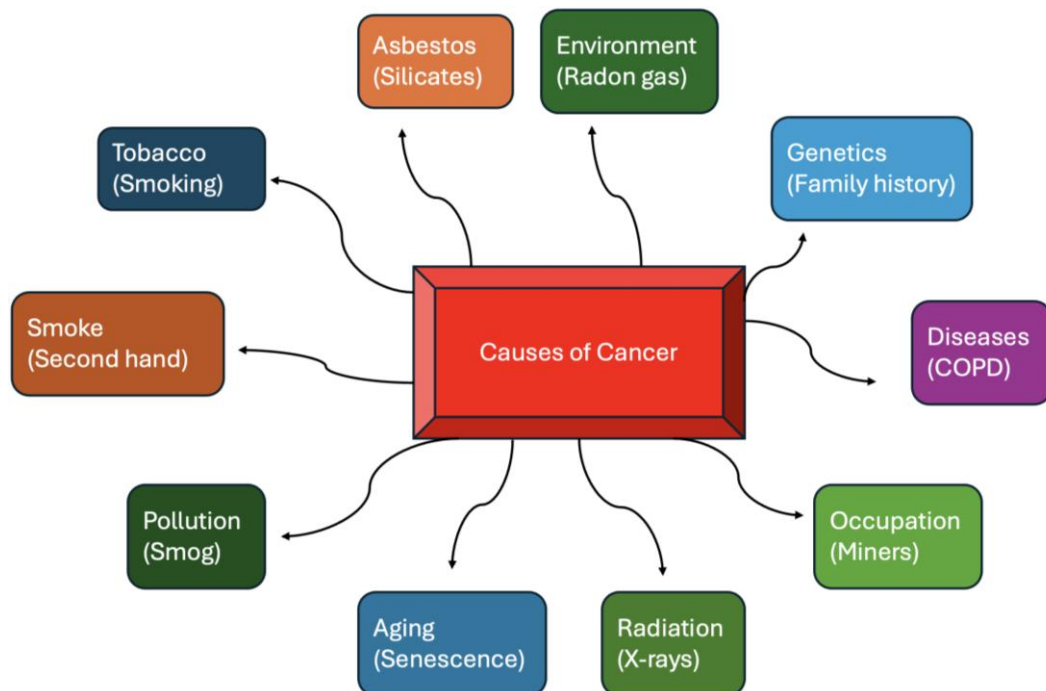 Asbestos
(Silicates)
Environment
(Radon gas)
Tobacco
(Smoking)
Genetics
(Family history)
Smoke
(Second hand)
Causes of Cancer
Diseases
(COPD)
Pollution
(Smog)
Occupation
(Miners)
Aging
(Senescence)
Radiation
(X-rays)